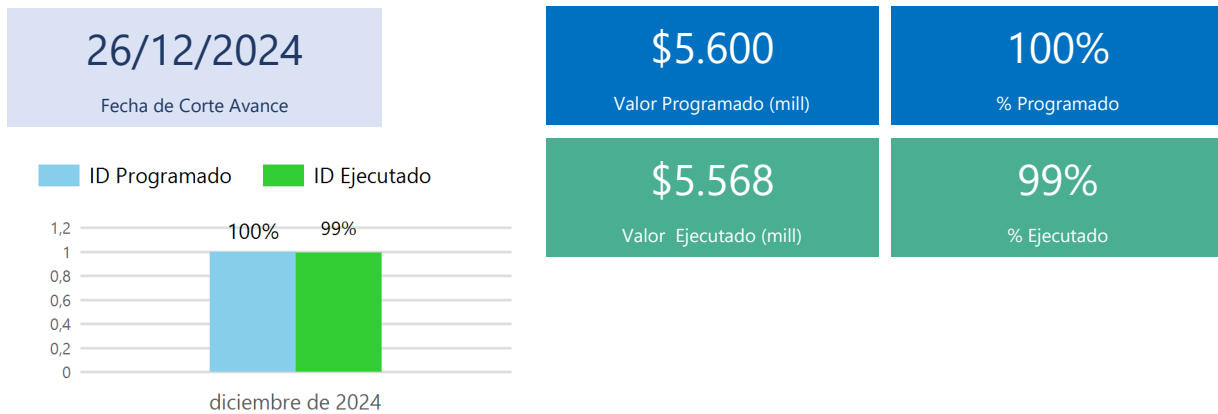 26/12/2024
Fecha de Corte Avance
$5.600
Valor Programado (mill)
100%
% Programado
$5.568
Valor Ejecutado (mill)
99%
% Ejecutado
ID Programado
ID Ejecutado
1,2
1
0,8
0,6
0,4
0,2
0
100%
99%
diciembre de 2024